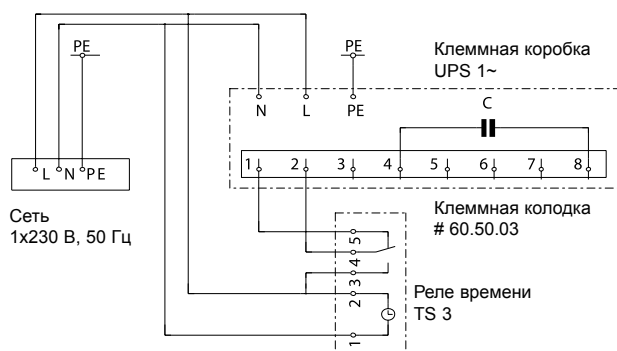 PE
PE
Клеммная коробка
UPS 1~
N L PE
C
1 2 3 4 5 6 7 8
L N PE
Сеть
1x230 В, 50 Гц
Клеммная колодка
# 60.50.03
5
4
3
2
1
Реле времени
TS 3